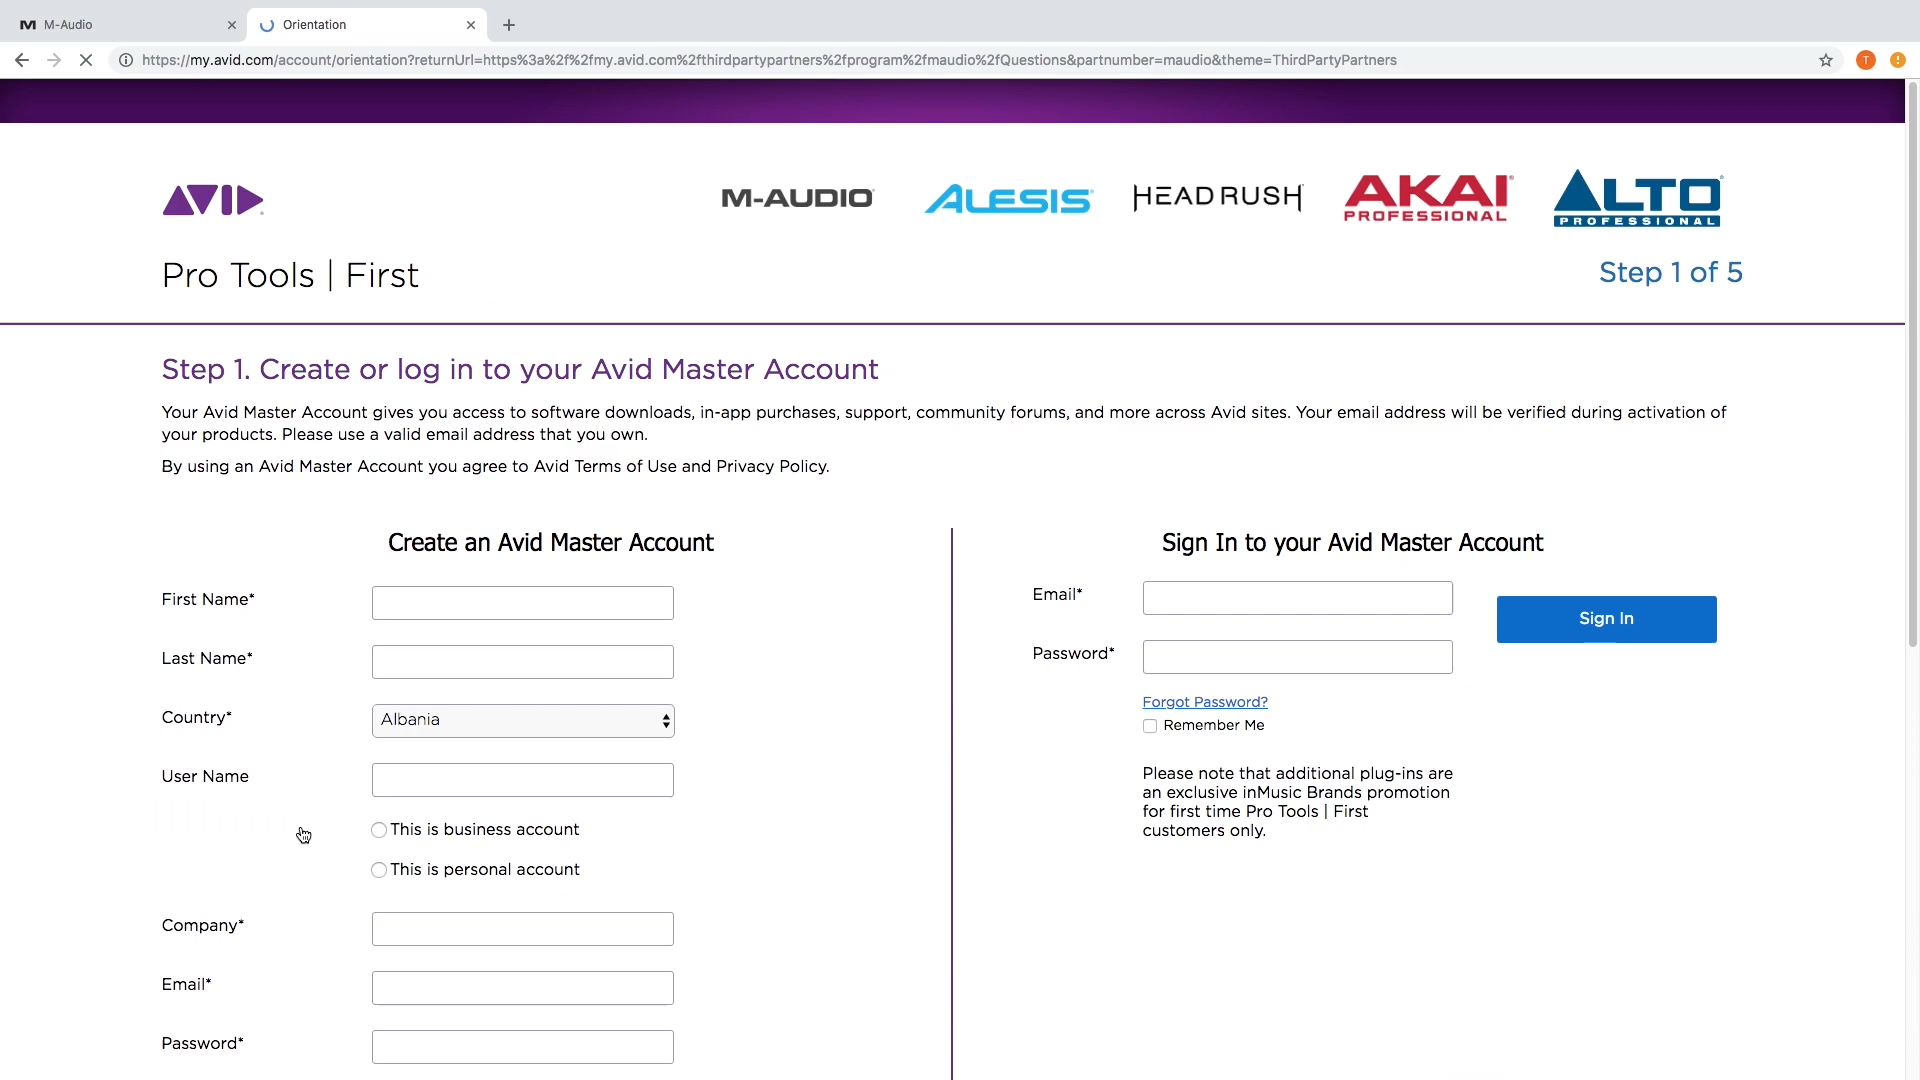 M-Audio
Orientation
https://my.avid.com/account/orientation?returnUrl=https%3a%2f%2fmy.avid.com%2fthirdpartypartners%2fprogram%2fmaudio%2fQuestions&partnumber=maudio&theme=ThirdPartyPartners
T
AVID
M-AUDIO
ALESIS
HEADRUSH
AKAI
PROFESSIONAL
ALTO
PROFESSIONAL
Pro Tools | First
Step 1 of 5
Step 1. Create or log in to your Avid Master Account
Your Avid Master Account gives you access to software downloads, in-app purchases, support, community forums, and more across Avid sites. Your email address will be verified during activation of
your products. Please use a valid email address that you own.
By using an Avid Master Account you agree to Avid Terms of Use and Privacy Policy.
Create an Avid Master Account
First Name*
Last Name*
Country*
Albania
User Name
This is business account
This is personal account
Company*
Email*
Password*
Sign In to your Avid Master Account
Email*
Password*
Sign In
Forgot Password?
Remember Me
Please note that additional plug-ins are
an exclusive inMusic Brands promotion
for first time Pro Tools | First
customers only.